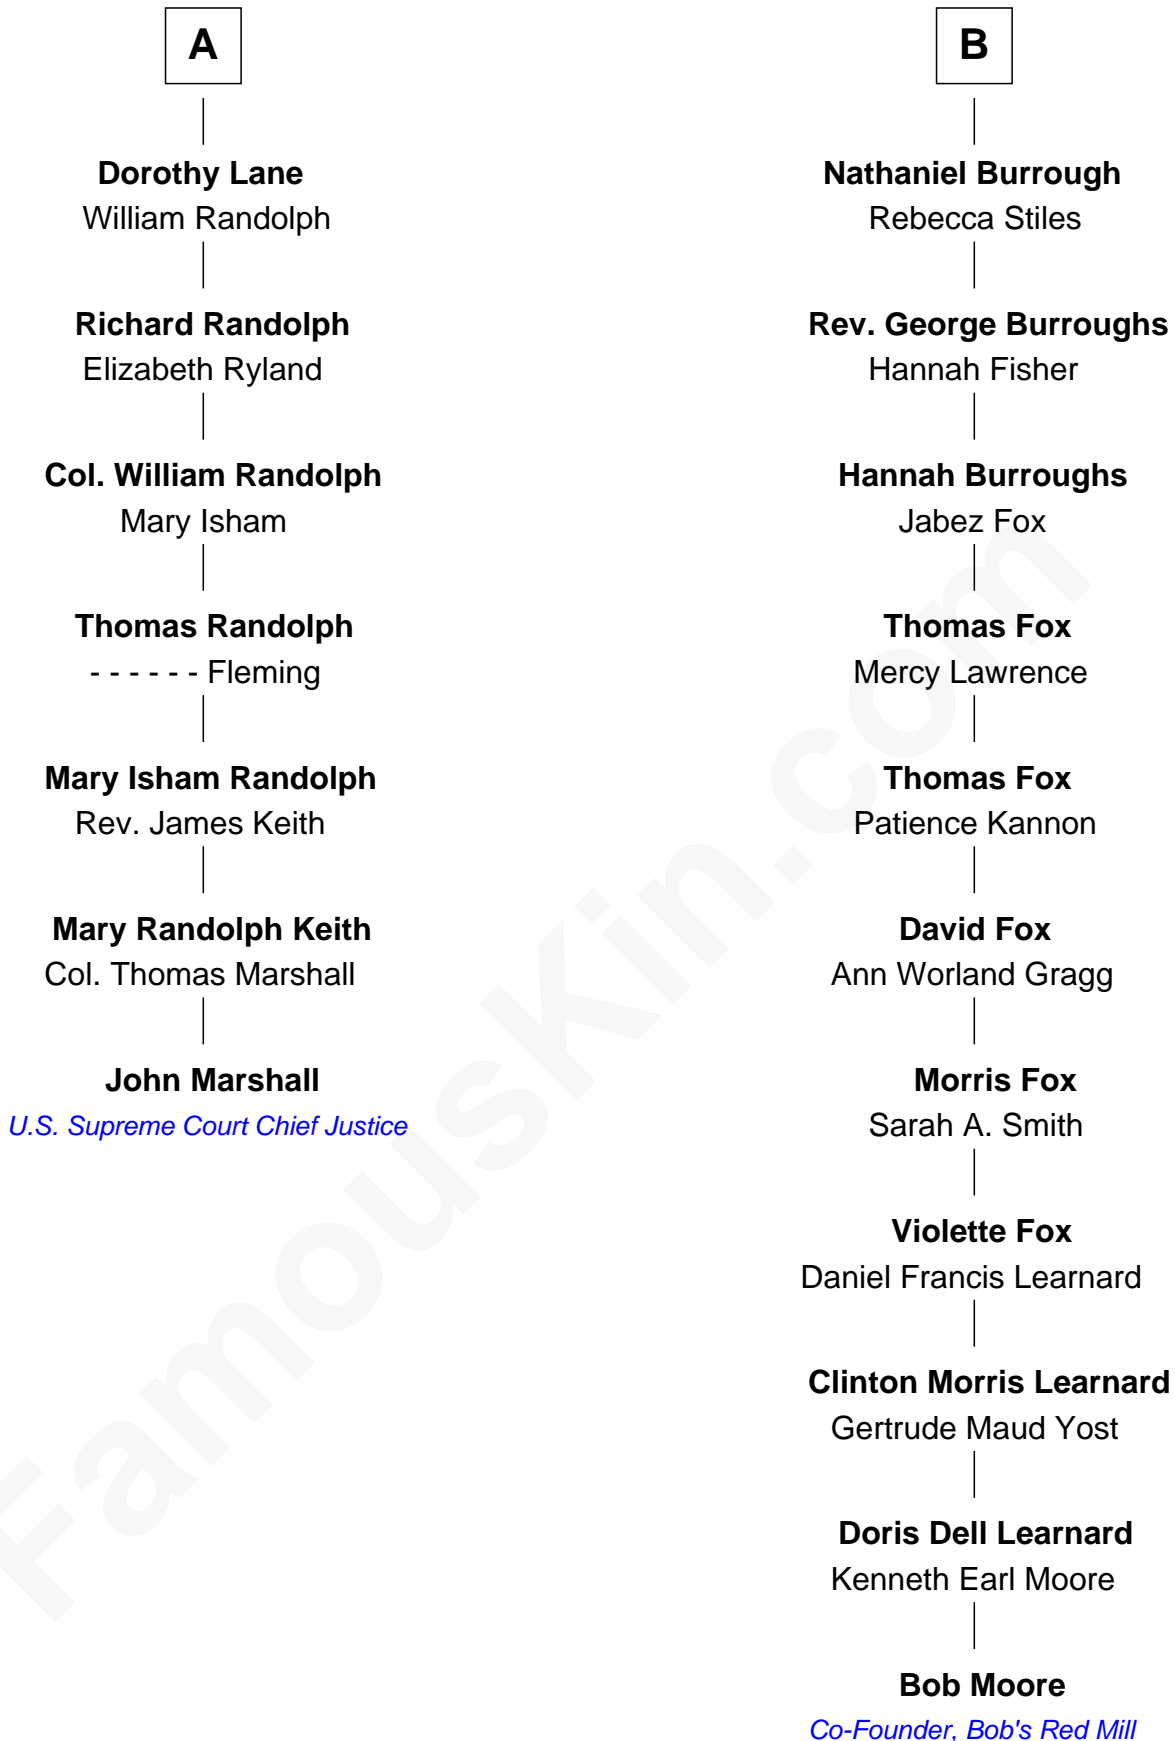 A
Dorothy Lane
William Randolph
Richard Randolph
Elizabeth Ryland
Col. William Randolph
Mary Isham
Thomas Randolph
- - - - - - Fleming
Mary Isham Randolph
Rev. James Keith
Mary Randolph Keith
Col. Thomas Marshall
John Marshall
U.S. Supreme Court Chief Justice
B
Nathaniel Burrough
Rebecca Stiles
Rev. George Burroughs
Hannah Fisher
Hannah Burroughs
Jabez Fox
Thomas Fox
Mercy Lawrence
Thomas Fox
Patience Kannon
David Fox
Ann Worland Gragg
Morris Fox
Sarah A. Smith
Violette Fox
Daniel Francis Learnard
Clinton Morris Learnard
Gertrude Maud Yost
Doris Dell Learnard
Kenneth Earl Moore
Bob Moore
Co-Founder, Bob's Red Mill
FamousKin.com